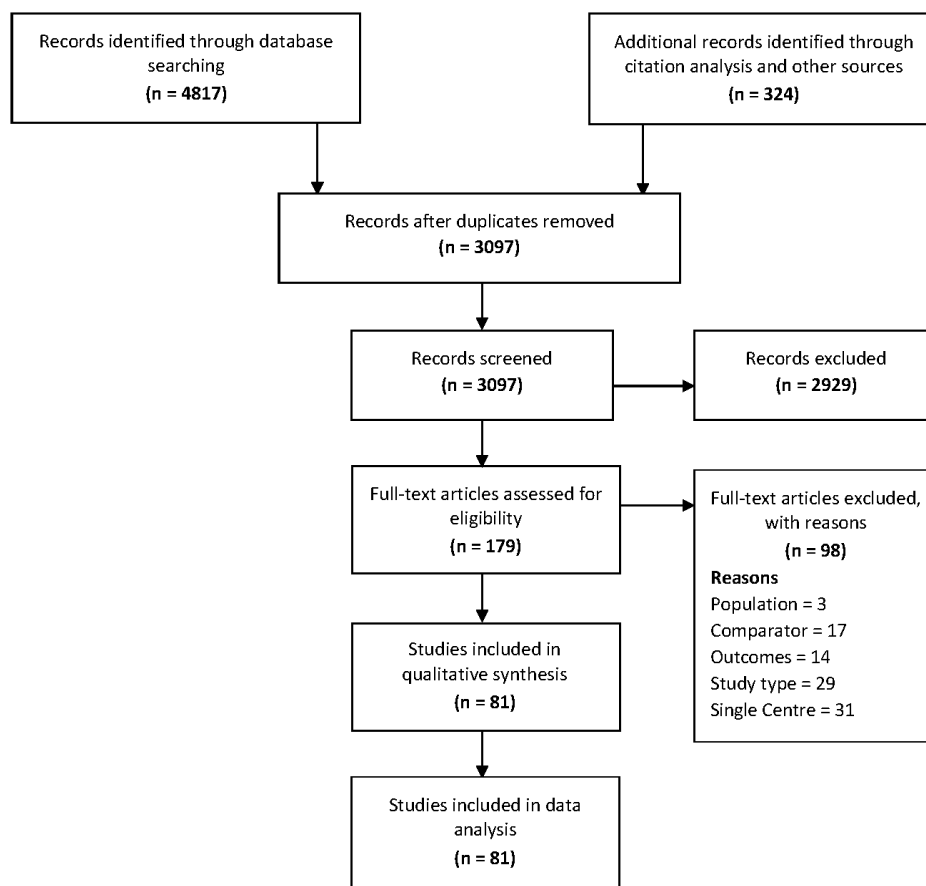 Records identified through database
searching
(n = 4817)
Additional records identified through
citation analysis and other sources
(n = 324)
Records after duplicates removed
(n = 3097)
Records screened
(n = 3097)
Records excluded
(n = 2929)
Full-text articles assessed for
eligibility
(n = 179)
Full-text articles excluded,
with reasons
(n = 98)
Reasons
Population = 3
Comparator = 17
Outcomes = 14
Study type = 29
Single Centre = 31
Studies included in
qualitative synthesis
(n = 81)
Studies included in data
analysis
(n = 81)